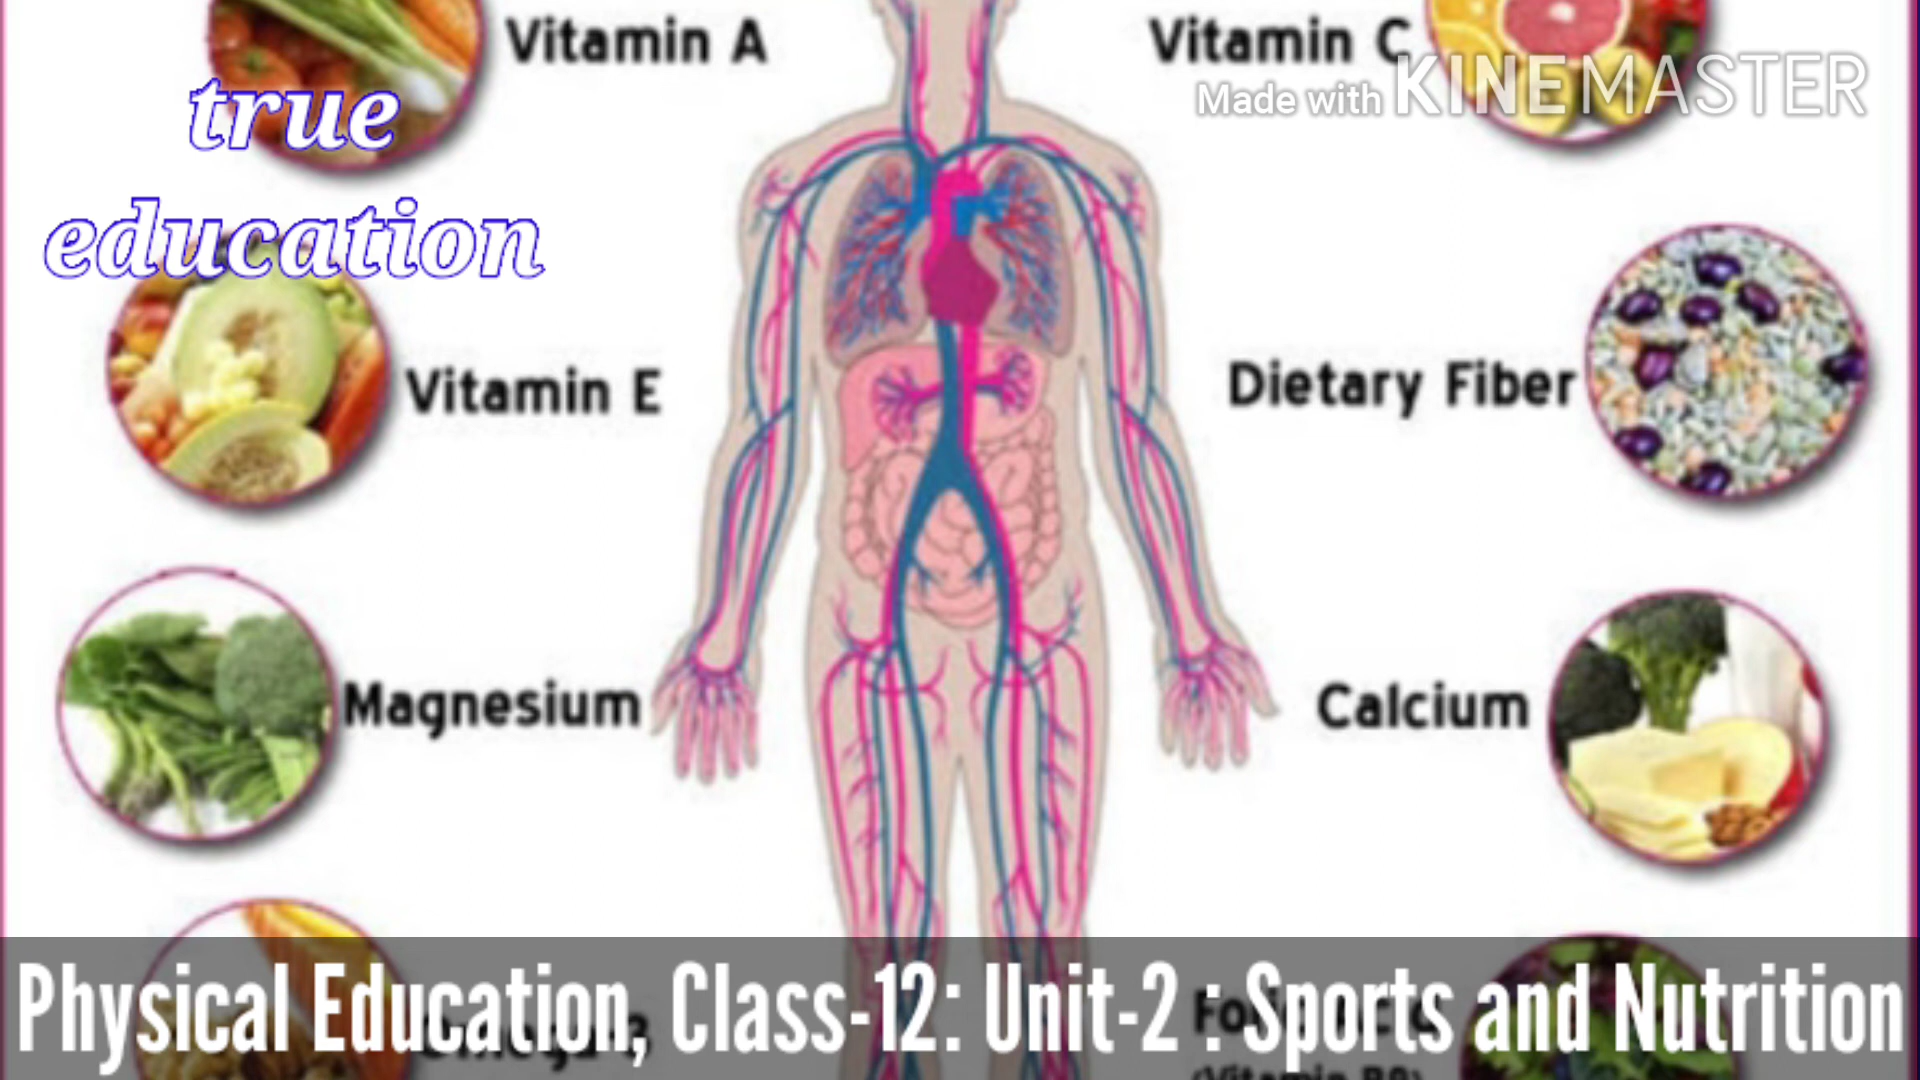 Vitamin A
Vitamin C
Made with KINEMASTER
true
education
Vitamin E
Dietary Fiber
Magnesium
Calcium
Physical Education, Class-12: Unit-2 : Sports and Nutrition